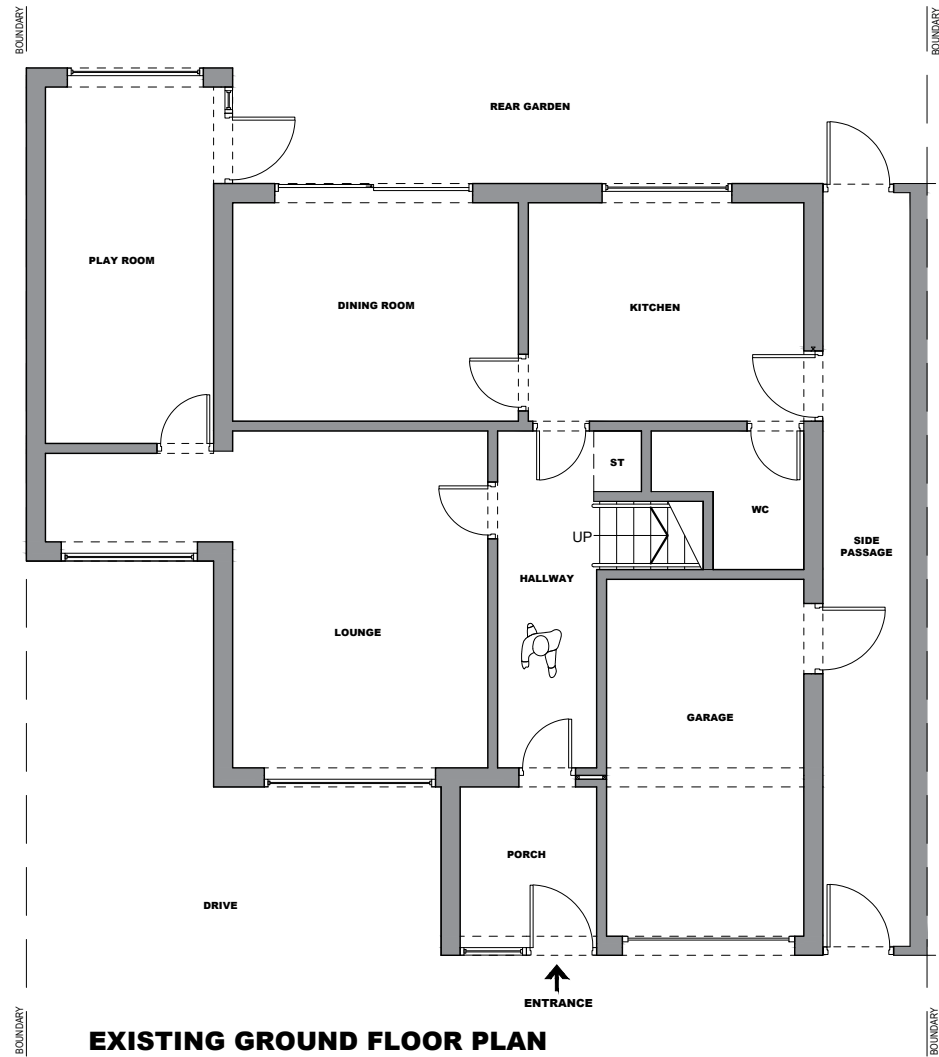 BOUNDARY
BOUNDARY
REAR GARDEN
PLAY ROOM
DINING ROOM
KITCHEN
ST
WC
UP
SIDE
PASSAGE
HALLWAY
LOUNGE
GARAGE
PORCH
DRIVE
ENTRANCE
BOUNDARY
BOUNDARY
EXISTING GROUND FLOOR PLAN